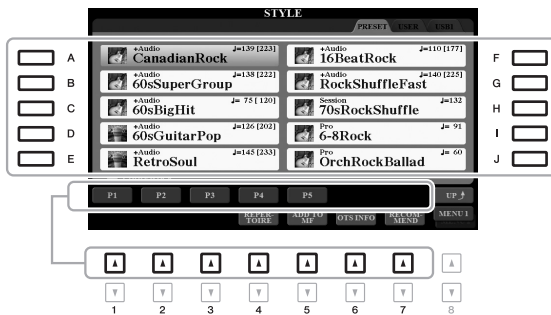 STYLE
PRESET USER USB1
A +Audio ♩=139 [223] CanadianRock
+Audio ♩=110 [177] 16BeatRock F
B +Audio ♩=138 [222] 60sSuperGroup
+Audio ♩=140 [225] RockShuffleFast G
C +Audio ♩= 75 [120] 60sBigHit
Session ♩=132 70sRockShuffle H
D +Audio ♩=126 [202] 60sGuitarPop
Pro ♩= 91 6-8Rock I
E +Audio ♩=145 [233] RetroSoul
Pro ♩= 60 OrchRockBallad J
P1 P2 P3 P4 P5 UP
REPER-TOIRE ADD TO MF OTS INFO RECOM-MEND MENU 1
1 2 3 4 5 6 7 8